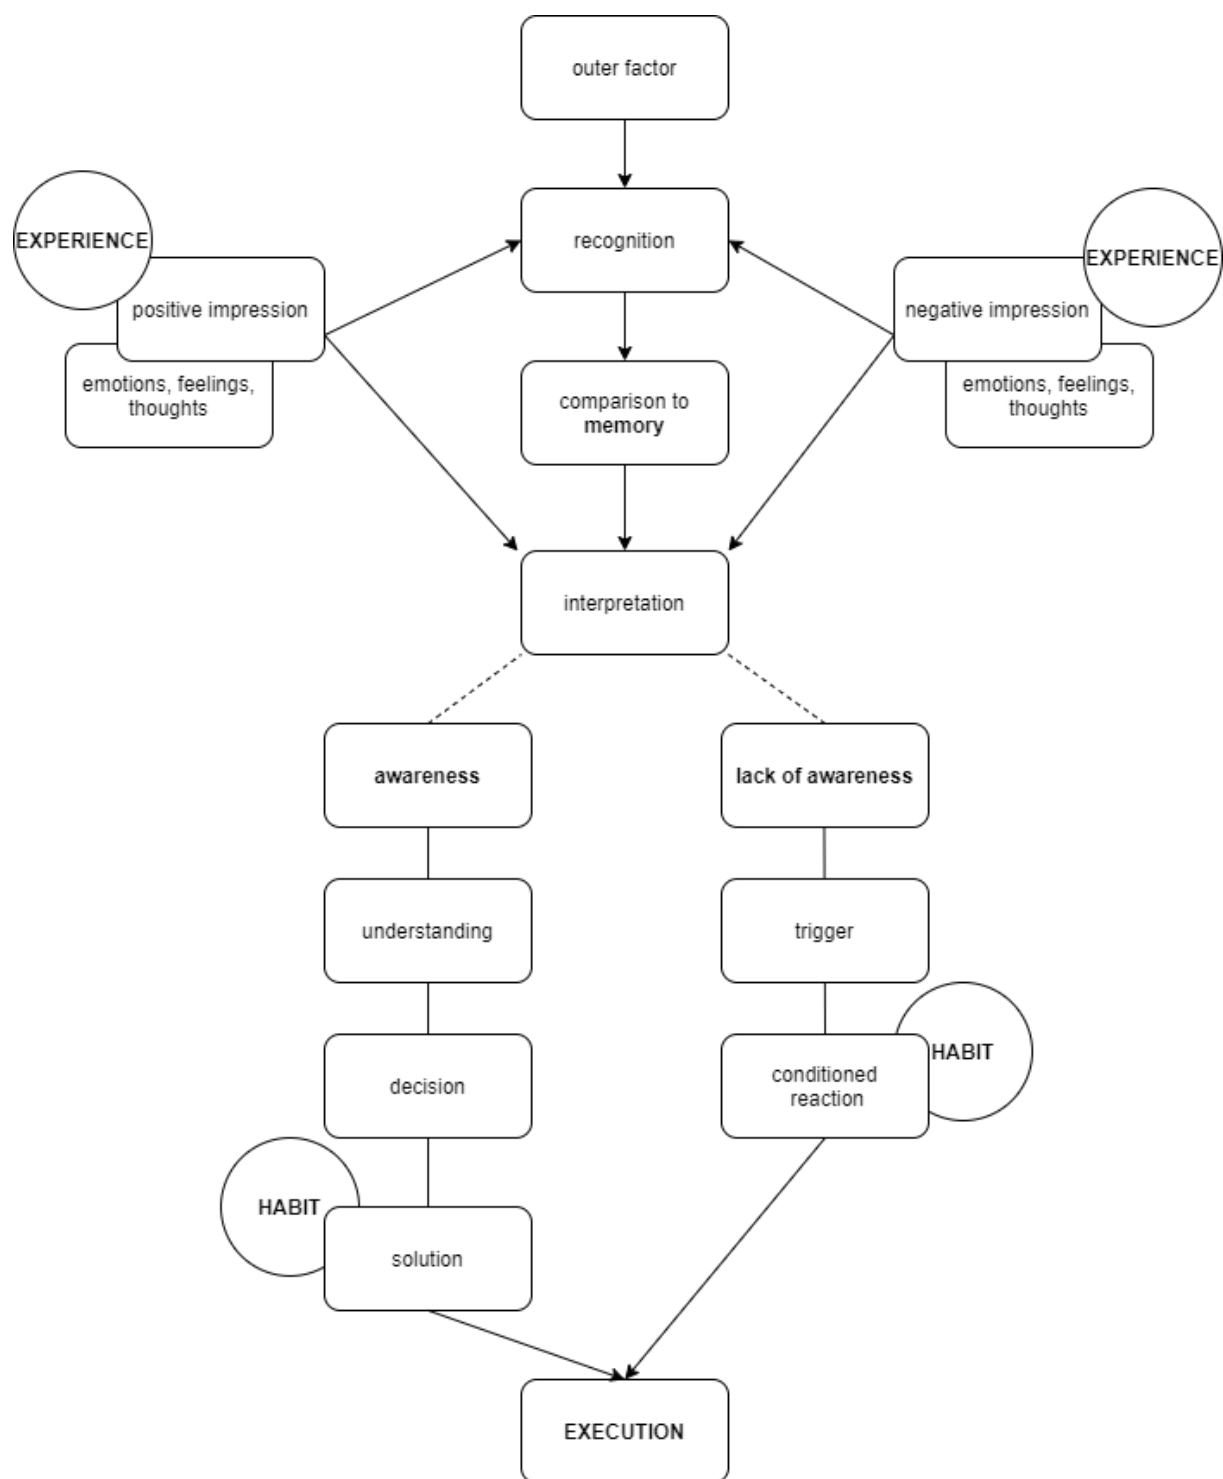 outer factor
EXPERIENCE
recognition
EXPERIENCE
positive impression
negative impression
emotions, feelings,
thoughts
comparison to
memory
emotions, feelings,
thoughts
interpretation
awareness
lack of awareness
understanding
trigger
decision
conditioned
reaction
HABIT
HABIT
solution
EXECUTION